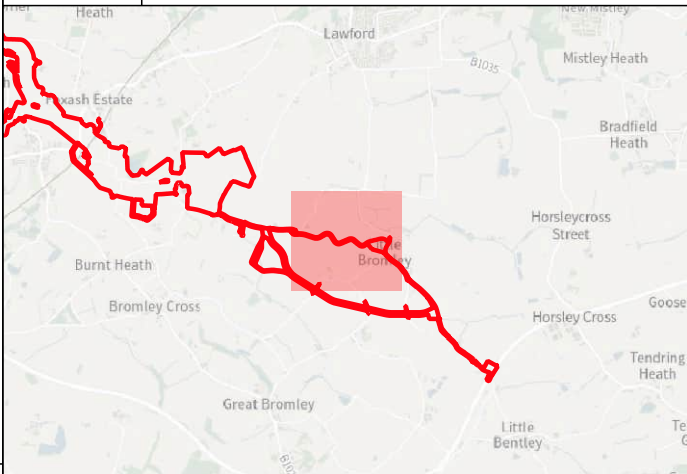 Heath
New Mistley
Lawford
B1035
Mistley Heath
Foxash Estate
Bradfield
Heath
Horsleycross
Street
Little
Bromley
Burnt Heath
Bromley Cross
Goose
Horsley Cross
Tendring
Heath
Great Bromley
Little
Bentley